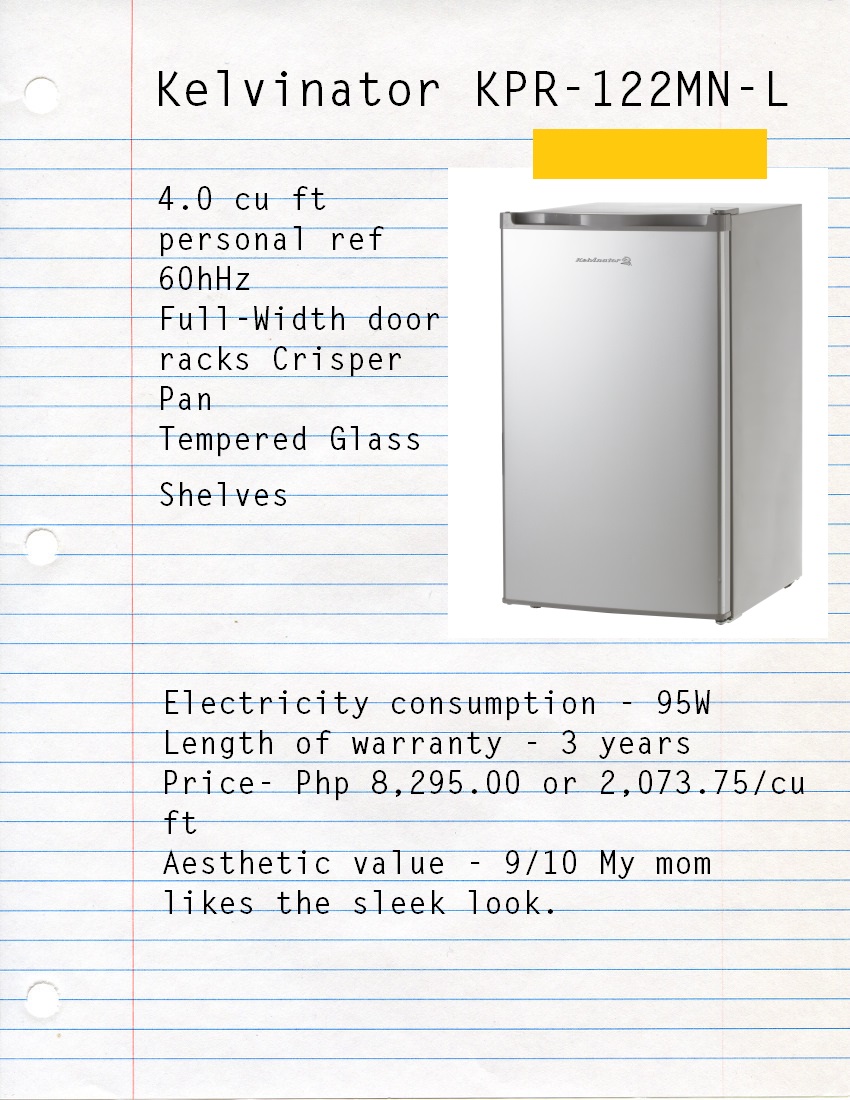 Kelvinator KPR-122MN-L
4.0 cu ft
personal ref
60hHz
Full-Width door
racks Crisper
Pan
Tempered Glass
Shelves
Kelvinator
Electricity consumption - 95W
Length of warranty - 3 years
Price- Php 8,295.00 or 2,073.75/cu
ft
Aesthetic value - 9/10 My mom
likes the sleek look.